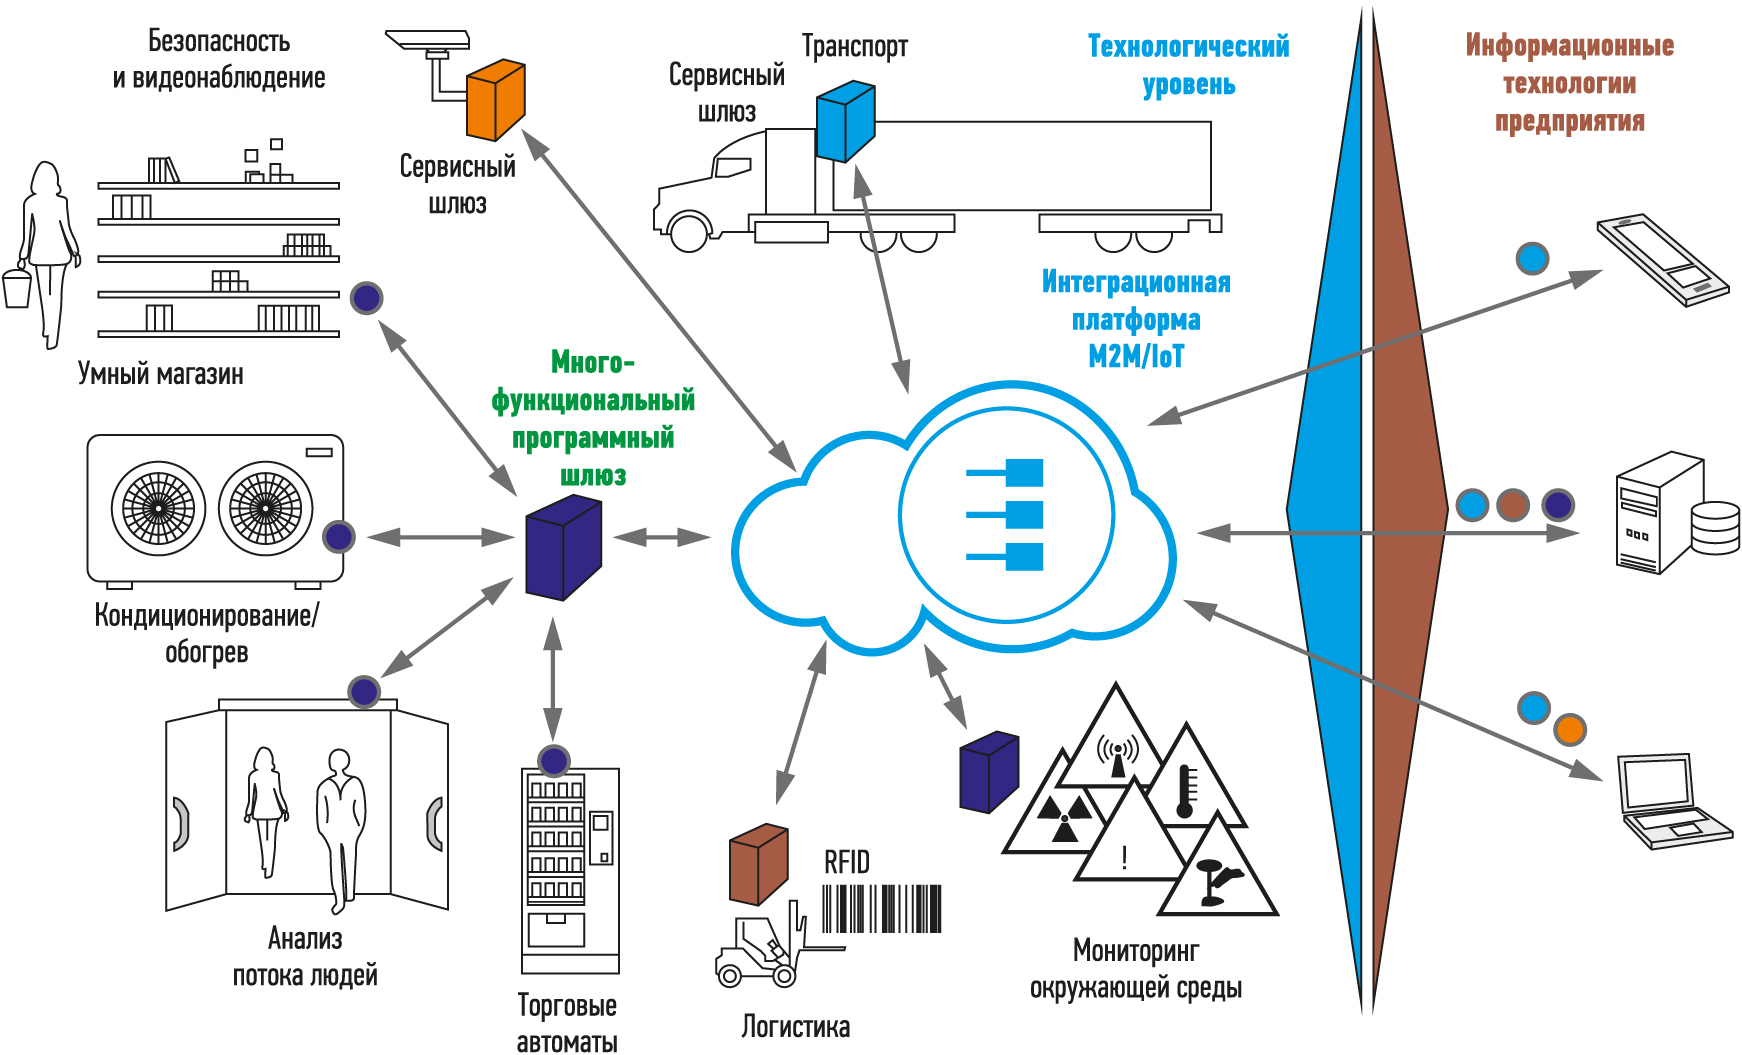 Безопасность
и видеонаблюдение
Сервисный
шлюз
Транспорт
Сервисный
шлюз
Технологический
уровень
Информационные
технологии
предприятия
Умный магазин
Много-
функциональный
программный
шлюз
Интеграционная
платформа
M2M/IoT
Кондиционирование/
обогрев
Анализ
потока людей
Торговые
автоматы
RFID
Логистика
!
Мониторинг
окружающей среды